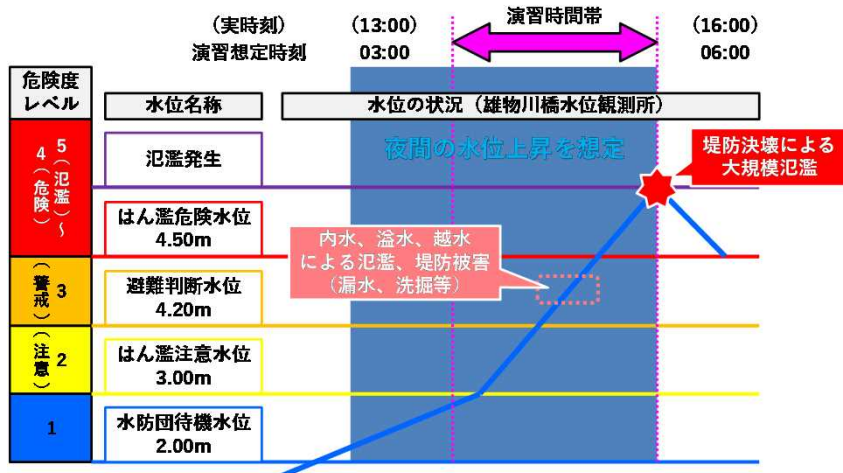 （実時刻）
（13:00）
演習時間帯
（16:00）
演習想定時刻
03:00
06:00
危険度
レベル
水位名称
水位の状況（雄物川橋水位観測所）
5（氾濫）～
4（危険）
氾濫発生
夜間の水位上昇を想定
堤防決壊による
大規模氾濫
はん濫危険水位
4.50m
内水、溢水、越水
による氾濫、堤防被害
（漏水、洗掘等）
3
（警戒）
避難判断水位
4.20m
2
（注意）
はん濫注意水位
3.00m
1
水防団待機水位
2.00m